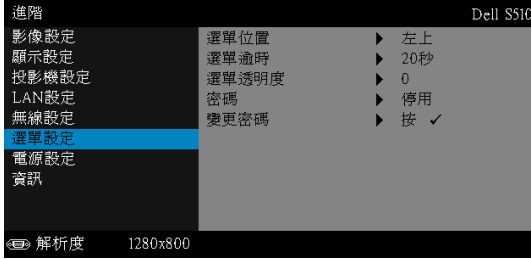 進階 Dell S510
影像設定
顯示設定
投影機設定
LAN設定
無線設定
選單設定
電源設定
資訊
選單位置 ▶ 左上
選單逾時 ▶ 20秒
選單透明度 ▶ 0
密碼 ▶ 停用
變更密碼 ▶ 按 ✓
解析度 1280x800